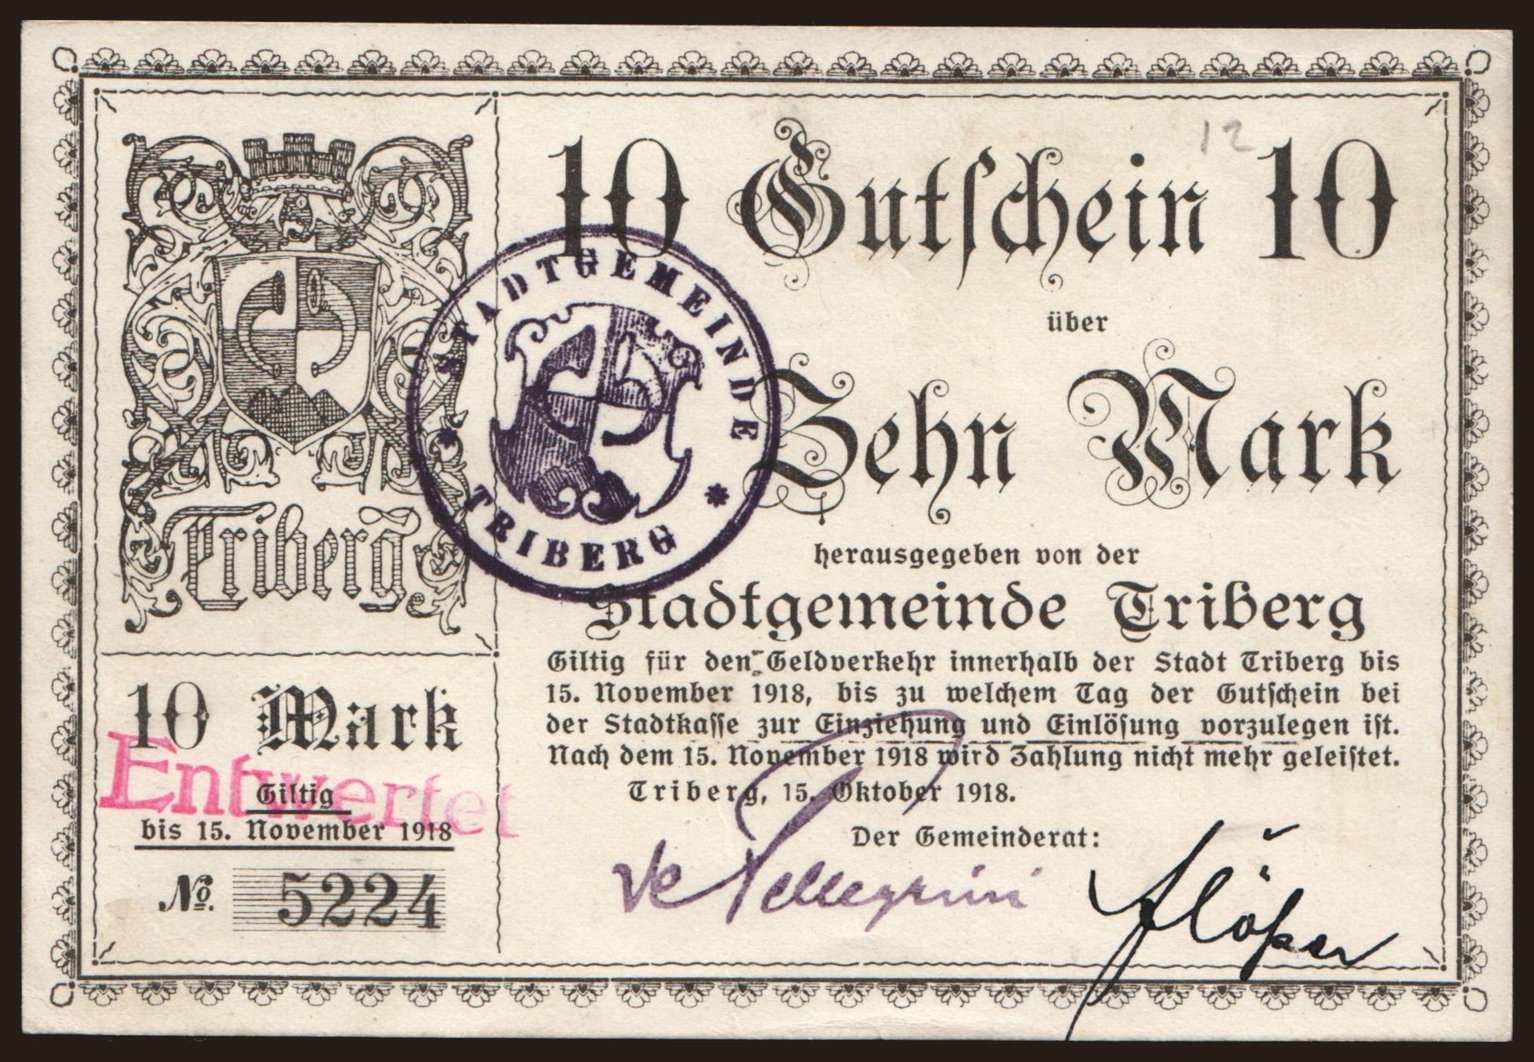 12
10 Gutschein 10
über
Zehn Mark
herausgegeben von der
Stadtgemeinde Triberg
Giltig für den Geldverkehr innerhalb der Stadt Triberg bis
15. November 1918, bis zu welchem Tag der Gutschein bei
der Stadtkasse zur Einziehung und Einlösung vorzulegen ist.
Nach dem 15. November 1918 wird Zahlung nicht mehr geleistet.
Triberg, 15. Oktober 1918.
Der Gemeinderat:
de Pellegrini
STADTGEMEINDE
TRIBERG
Triberg
10 Mark
Entwertet
Giltig
bis 15. November 1918
No. 5224